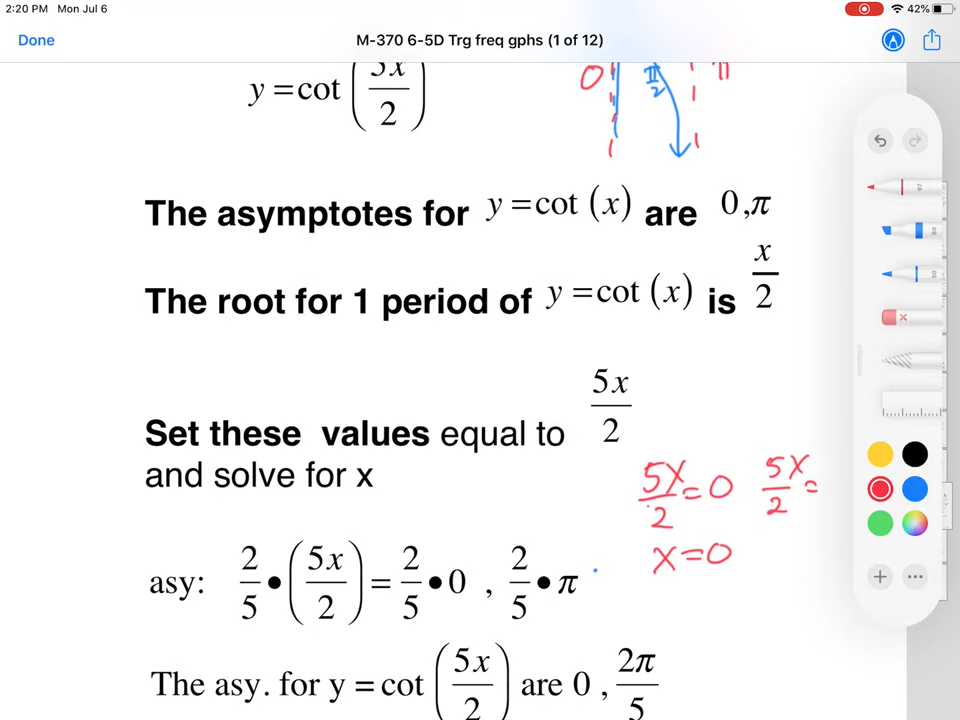 2:20 PM Mon Jul 6 42%
Done M-370 6-5D Trg freq gphs (1 of 12)
y = cot (5x/2)
0 π/2 π
The asymptotes for y = cot (x) are 0 , π
The root for 1 period of y = cot (x) is x/2
Set these values equal to 5x/2
and solve for x
5x/2 = 0 5x/2 =
x = 0
asy: 2/5 • (5x/2) = 2/5 • 0 , 2/5 • π
The asy. for y = cot (5x/2) are 0 , 2π/5